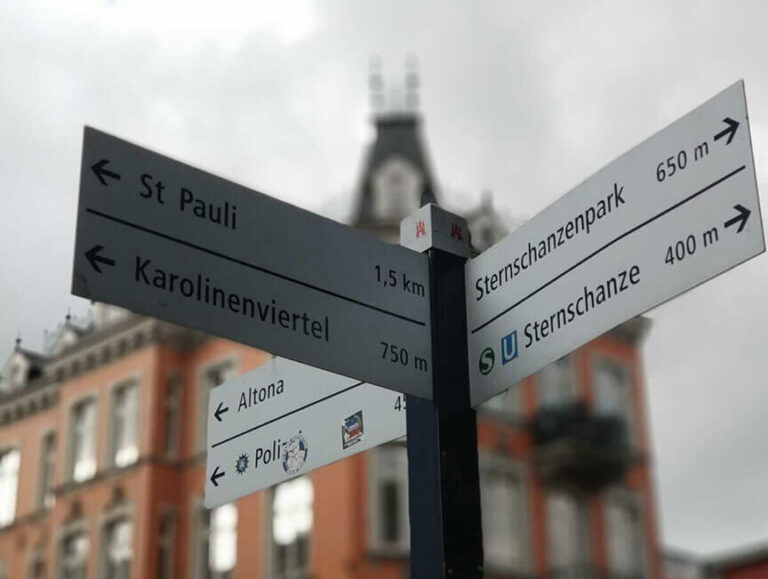 St Pauli 1,5 km
Karolinenviertel 750 m
Sternschanzenpark 650 m
S U Sternschanze 400 m
Altona